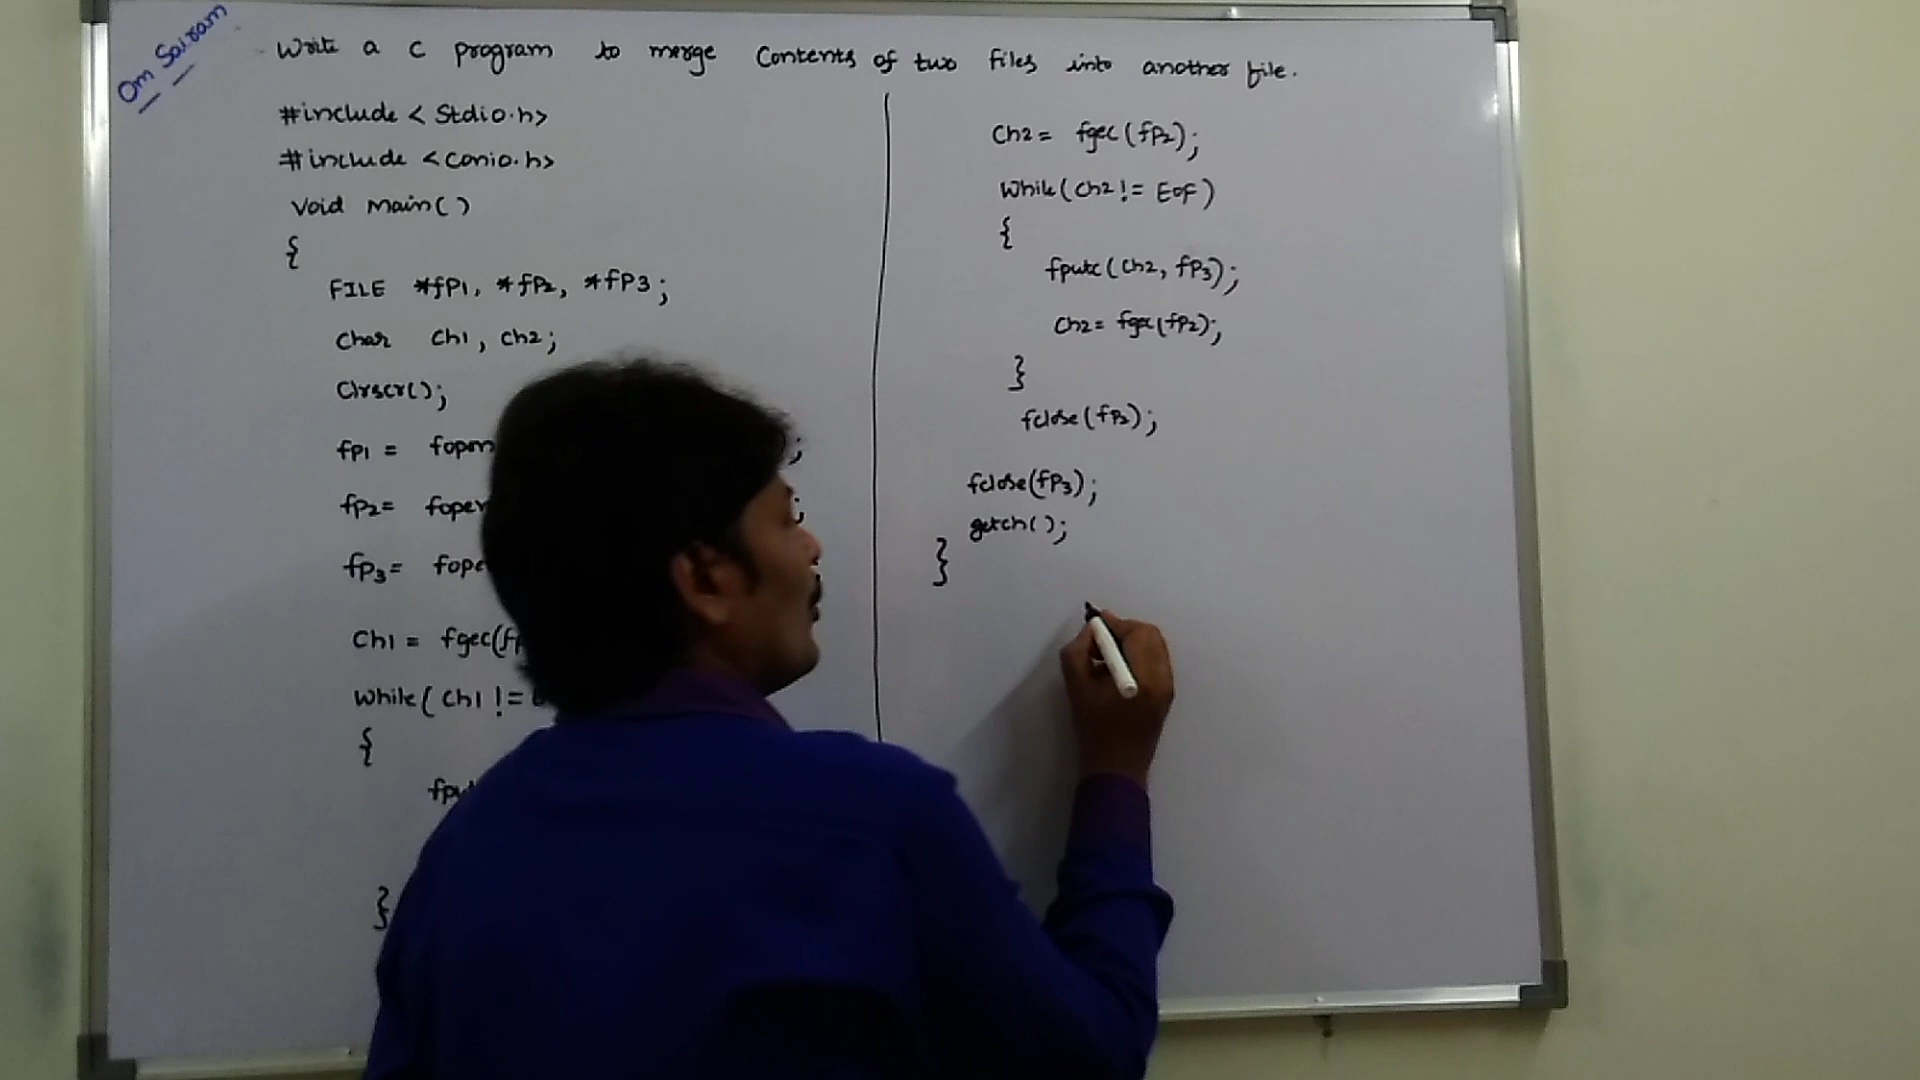 Om Sairam
Write a C program to merge Contents of two files into another file.
#include < Stdio.h>
#include <conio.h>
Void main()
{
FILE *fp1, *fp2, *fp3;
Char Ch1, ch2;
Clrscr();
fp1 = fopen ;
fp2= fopen ;
fp3= fope
Ch1 = fgec(fp
while( ch1 !=
{
fput
}
Ch2= fgec(fp2);
while(ch2 != EOF)
{
fputc(ch2, fp3);
Ch2= fgec(fp2);
}
fclose(fp2);
fclose(fp3);
getch();
}